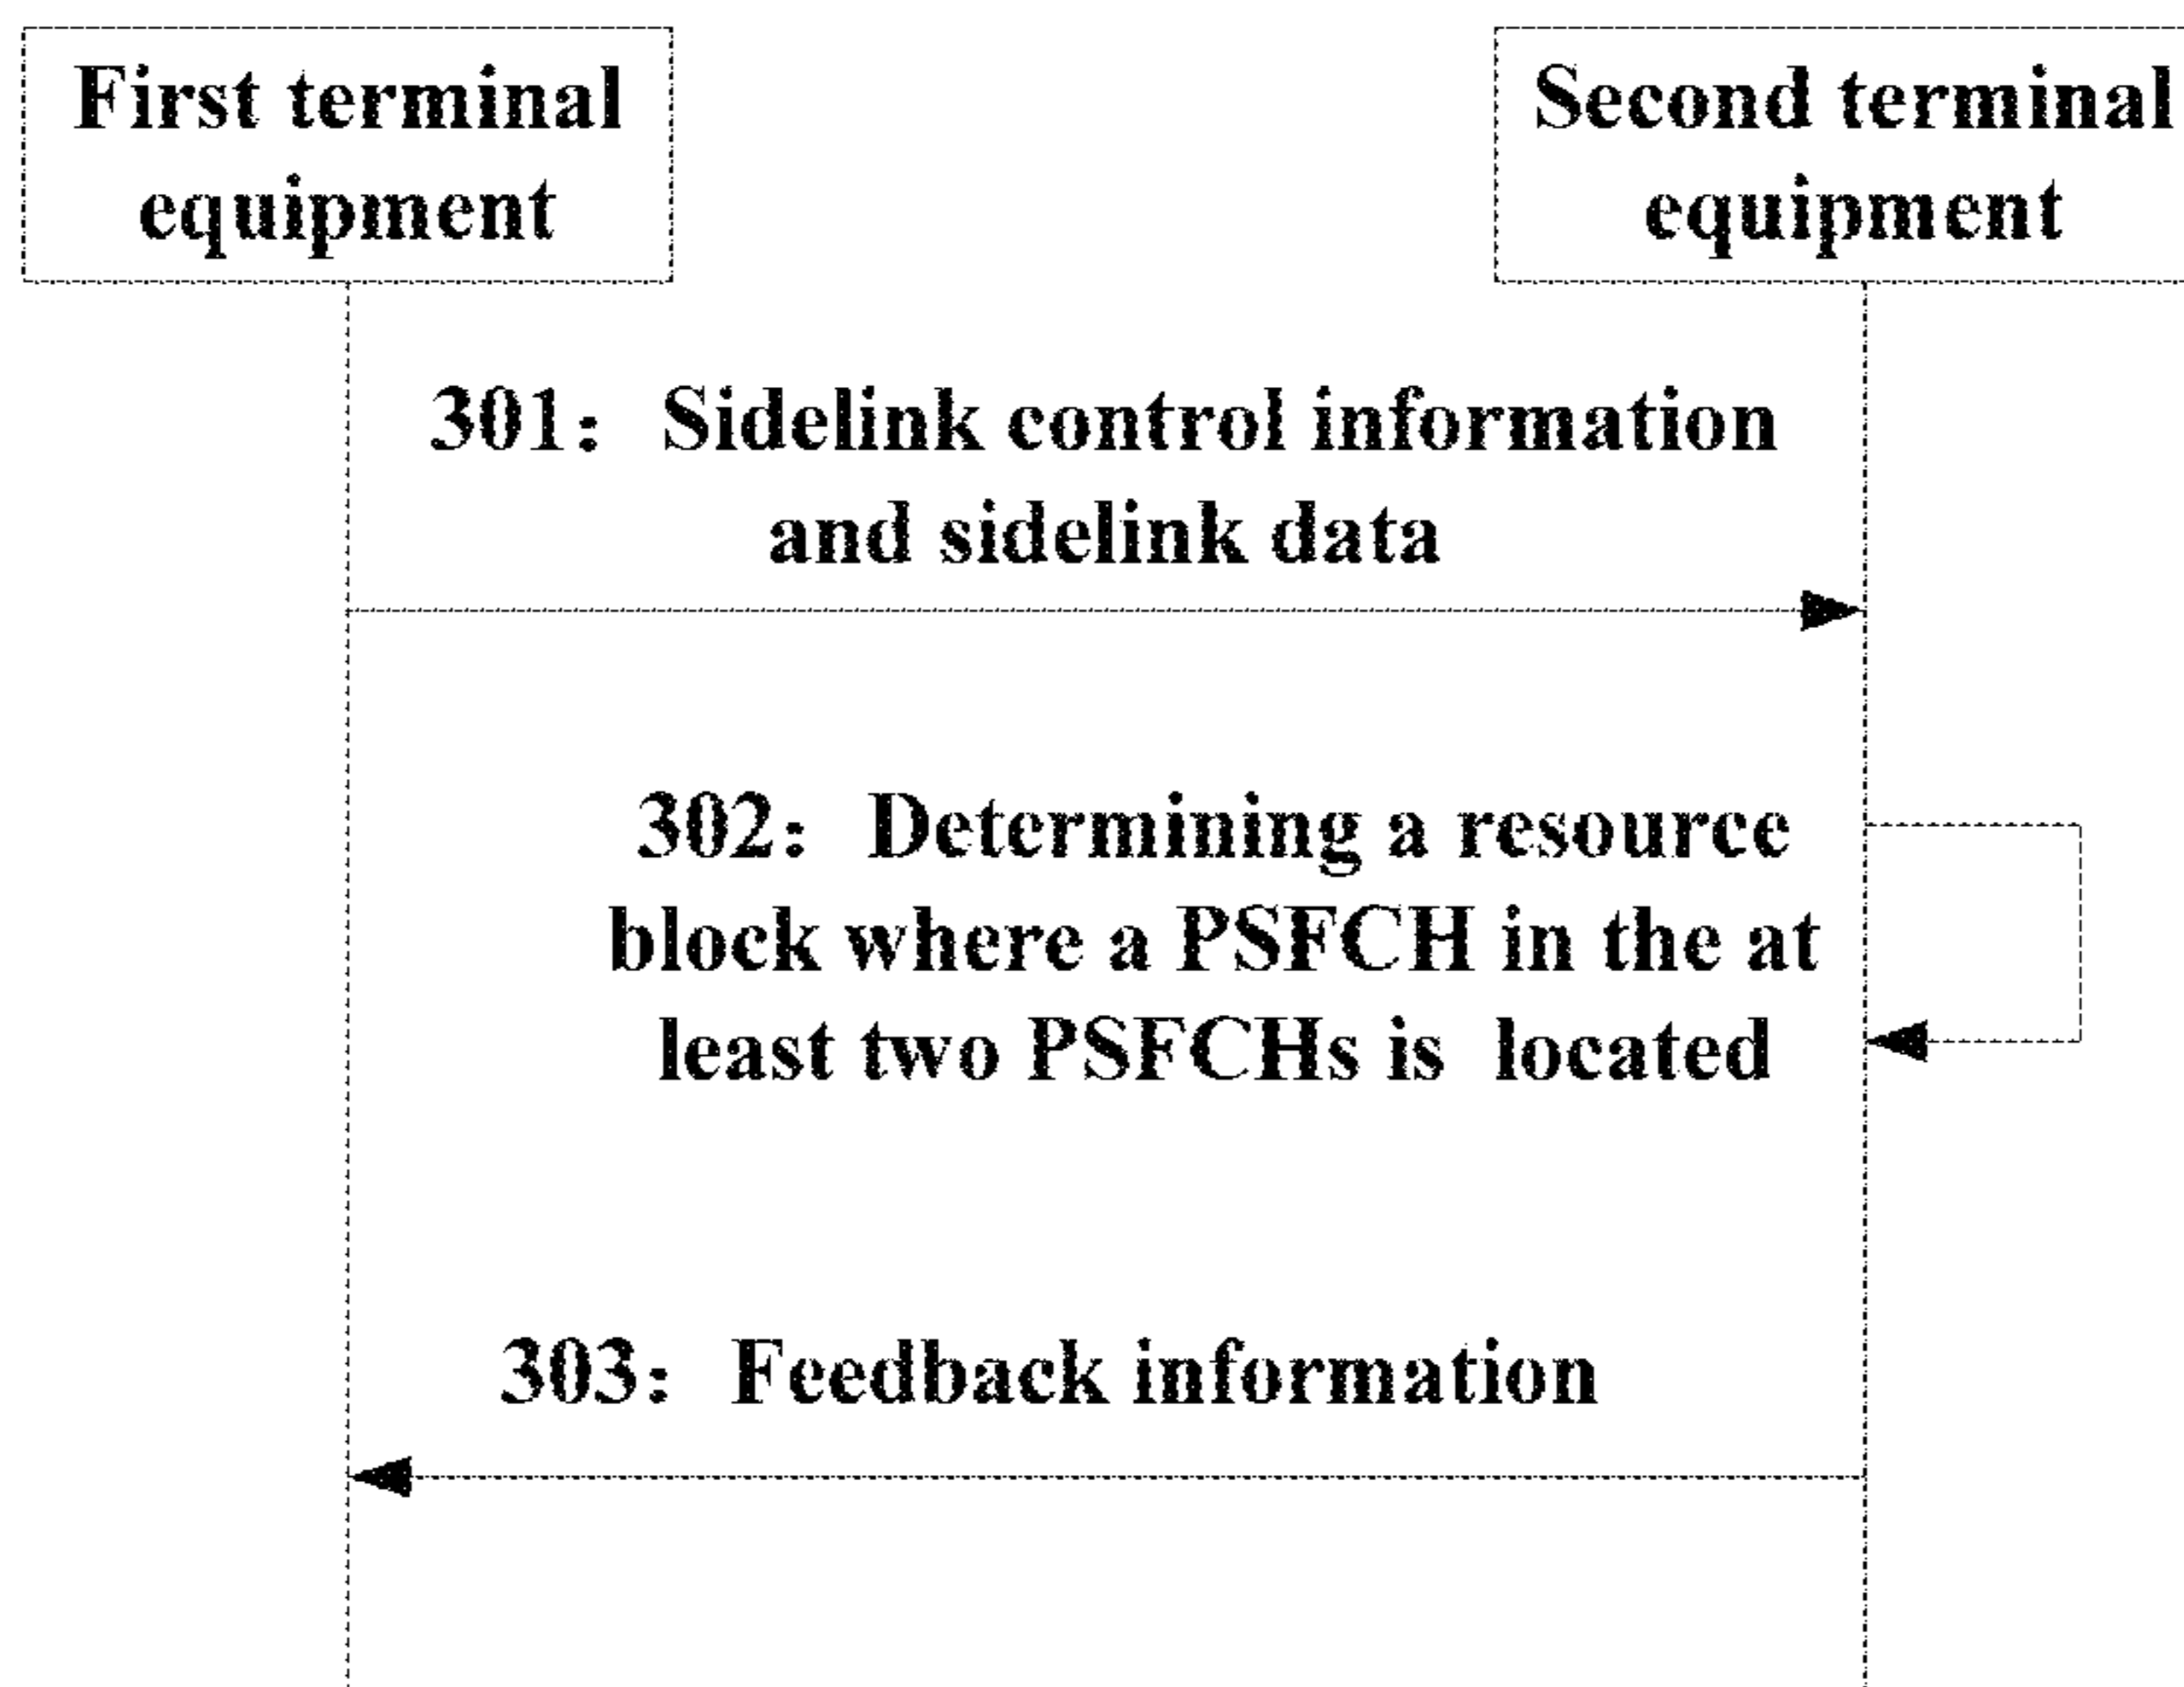 First terminal
equipment
Second terminal
equipment
301: Sidelink control information
and sidelink data
302: Determining a resource
block where a PSFCH in the at
least two PSFCHs is located
303: Feedback information